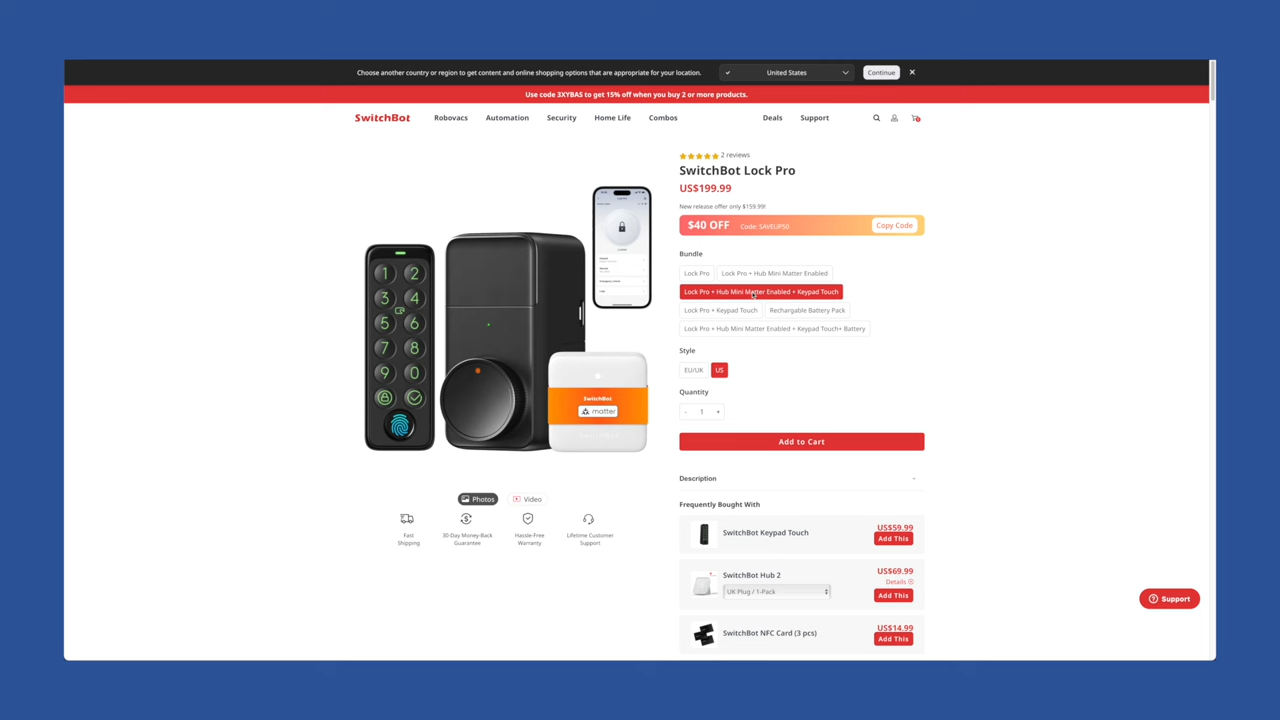 Choose another country or region to get content and online shopping options that are appropriate for your location.
United States
Continue
Use code 3XYBAS to get 15% off when you buy 2 or more products.
SwitchBot
Robovacs
Automation
Security
Home Life
Combos
Deals
Support
2 reviews
SwitchBot Lock Pro
US$199.99
New release offer only $159.99!
$40 OFF
Code: SAVEUP50
Copy Code
Bundle
Lock Pro
Lock Pro + Hub Mini Matter Enabled
Lock Pro + Hub Mini Matter Enabled + Keypad Touch
Lock Pro + Keypad Touch
Rechargable Battery Pack
Lock Pro + Hub Mini Matter Enabled + Keypad Touch+ Battery
Style
EU/UK
US
Quantity
- 1 +
Add to Cart
Description
Frequently Bought With
SwitchBot Keypad Touch
US$59.99
Add This
SwitchBot Hub 2
UK Plug / 1-Pack
US$69.99
Details
Add This
SwitchBot NFC Card (3 pcs)
US$14.99
Add This
1 2
3 4
5 6
7 8
9 0
SwitchBot
matter
Photos
Video
Fast
Shipping
30-Day Money-Back
Guarantee
Hassle-Free
Warranty
Lifetime Customer
Support
Support